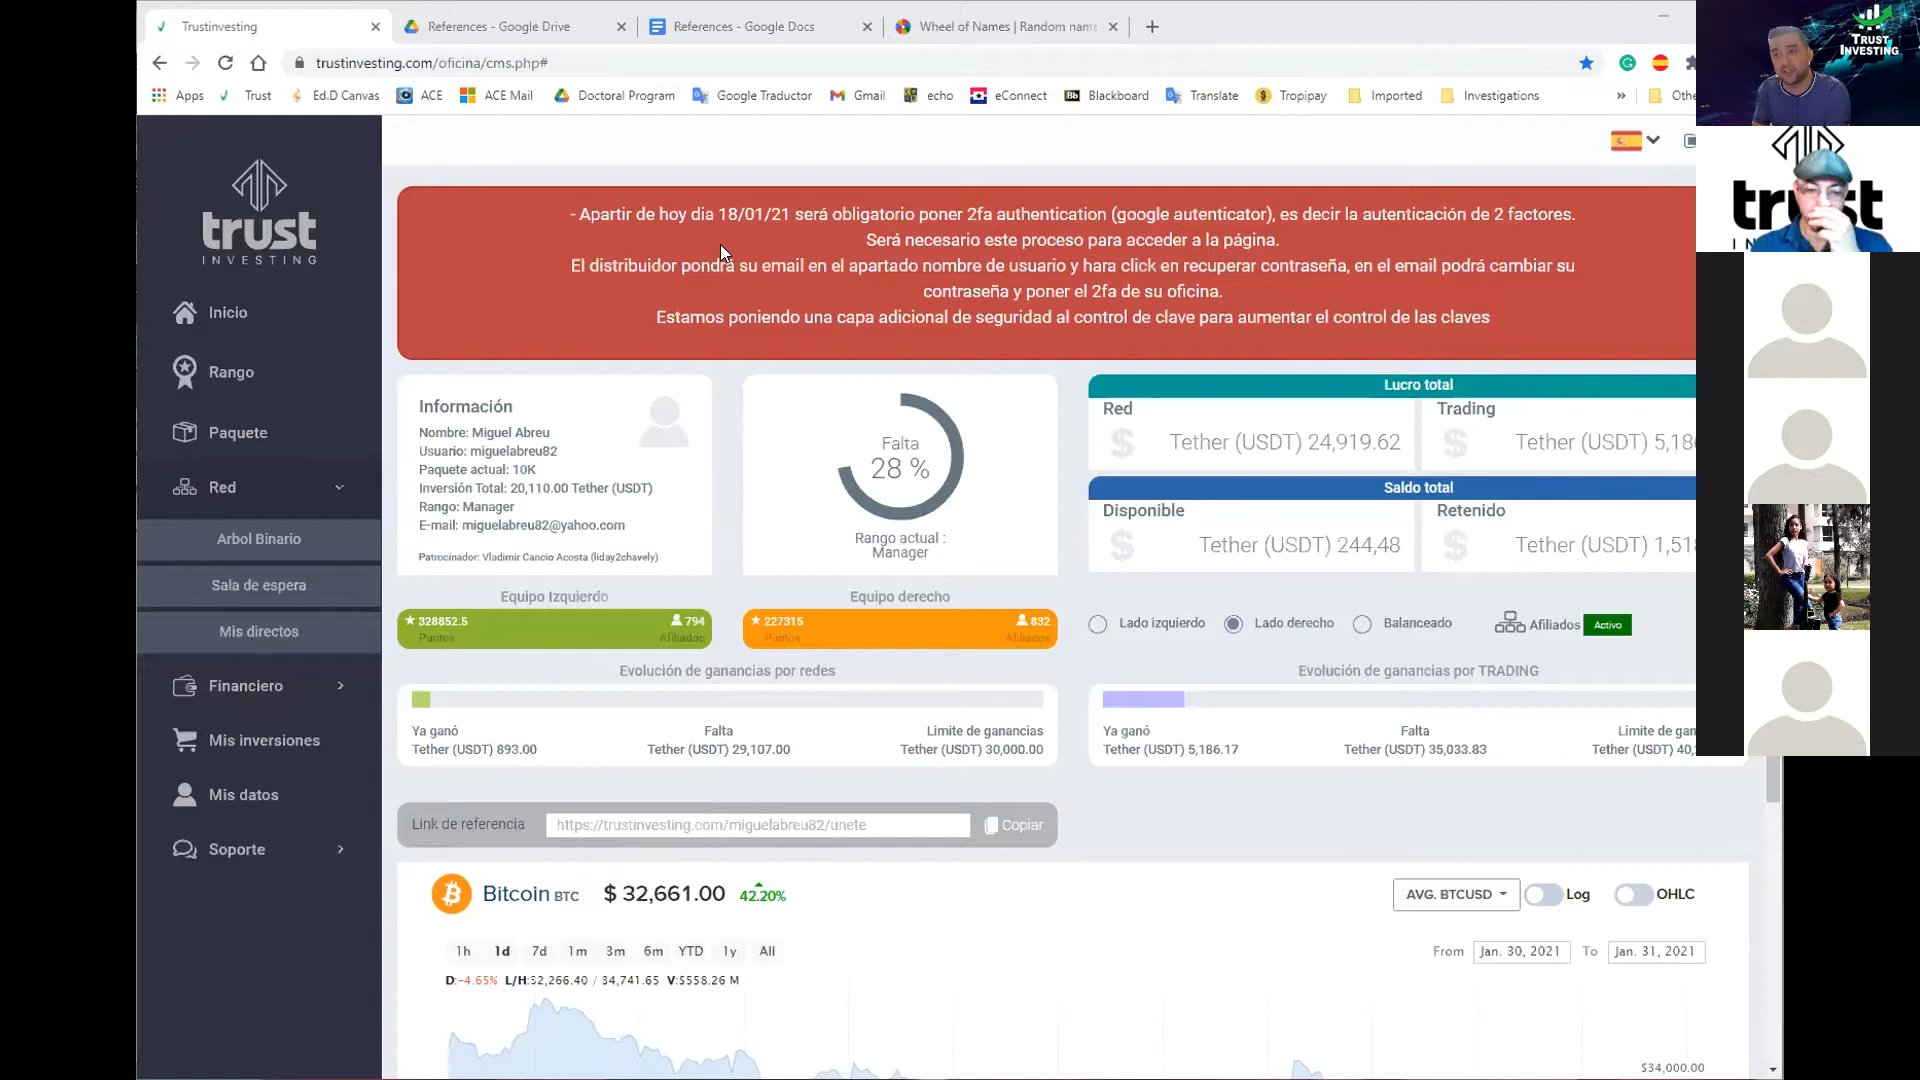 Trustinvesting
References - Google Drive
References - Google Docs
Wheel of Names | Random name
trustinvesting.com/oficina/cms.php#
Apps
Trust
Ed.D Canvas
ACE
ACE Mail
Doctoral Program
Google Traductor
Gmail
echo
eConnect
Bb
Blackboard
Translate
Tropipay
Imported
Investigations
»
TRUST
INVESTING
trust
INVESTING
- Apartir de hoy dia 18/01/21 será obligatorio poner 2fa authentication (google autenticator), es decir la autenticación de 2 factores.
Será necesario este proceso para acceder a la página.
El distribuidor pondrá su email en el apartado nombre de usuario y hara click en recuperar contraseña, en el email podrá cambiar su
contraseña y poner el 2fa de su oficina.
Estamos poniendo una capa adicional de seguridad al control de clave para aumentar el control de las claves
Inicio
Rango
Paquete
Red
Arbol Binario
Sala de espera
Mis directos
Financiero
Mis inversiones
Mis datos
Soporte
Información
Nombre: Miguel Abreu
Usuario: miguelabreu82
Paquete actual: 10K
Inversión Total: 20,110.00 Tether (USDT)
Rango: Manager
E-mail: miguelabreu82@yahoo.com
Patrocinador: Vladimir Cancio Acosta (liday2chavely)
Falta
28 %
Rango actual :
Manager
Lucro total
Red
Trading
Tether (USDT) 24,919.62
Tether (USDT) 5,18
Saldo total
Disponible
Retenido
Tether (USDT) 244,48
Tether (USDT) 1,51
Equipo Izquierdo
Equipo derecho
328852.5
794
Puntos
Afiliados
227315
832
Puntos
Afiliados
Lado izquierdo
Lado derecho
Balanceado
Afiliados
Activo
Evolución de ganancias por redes
Evolución de ganancias por TRADING
Ya ganó
Falta
Limite de ganancias
Tether (USDT) 893.00
Tether (USDT) 29,107.00
Tether (USDT) 30,000.00
Ya ganó
Falta
Limite de gan
Tether (USDT) 5,186.17
Tether (USDT) 35,033.83
Tether (USDT) 40,
Link de referencia
https://trustinvesting.com/miguelabreu82/unete
Copiar
Bitcoin BTC
$ 32,661.00
42.20%
AVG. BTCUSD
Log
OHLC
1h 1d 7d 1m 3m 6m YTD 1y All
From Jan. 30, 2021 To Jan. 31, 2021
D:-4.65% L/H:32,266.40 / 34,741.65 V:$558.26 M
$34,000.00